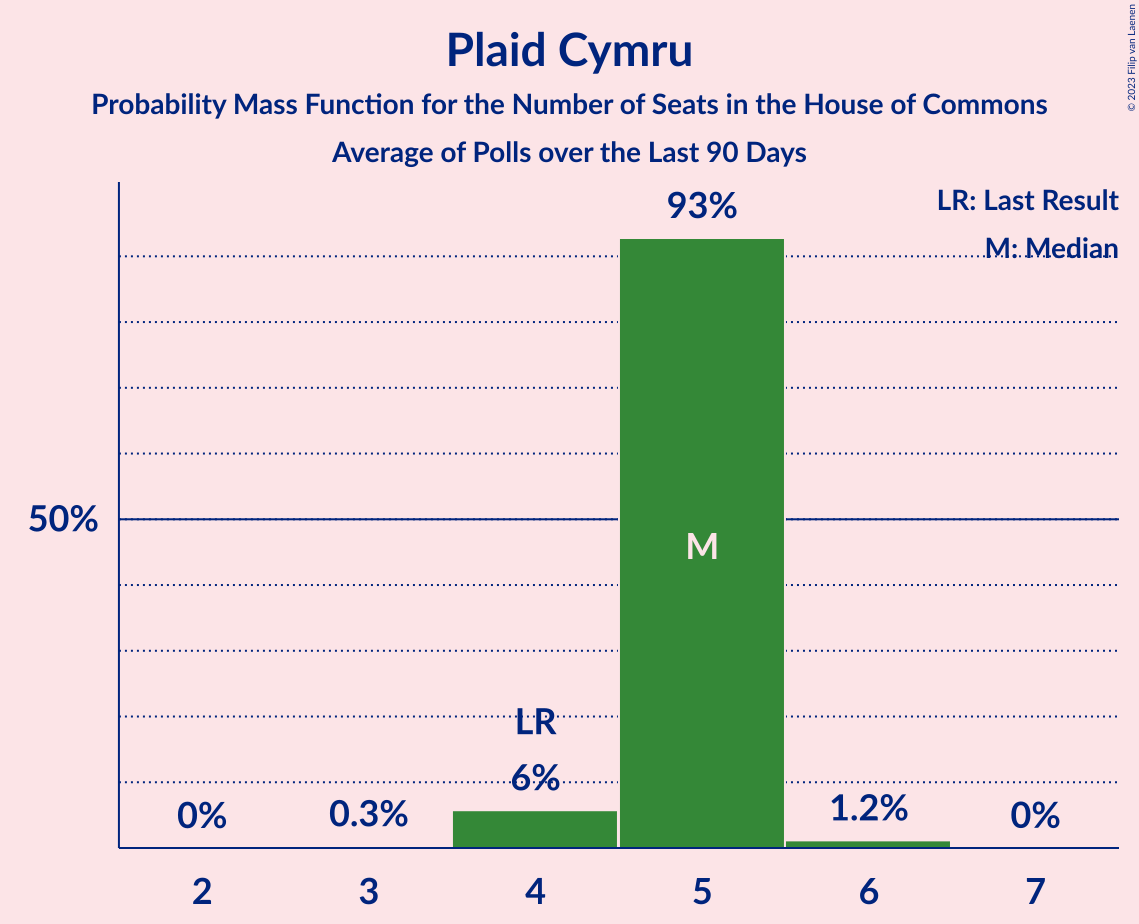 Plaid Cymru
Probability Mass Function for the Number of Seats in the House of Commons
Average of Polls over the Last 90 Days
© 2023 Filip van Laenen
LR: Last Result
M: Median
93%
50%
M
LR
6%
0%
0.3%
1.2%
0%
2
3
4
5
6
7